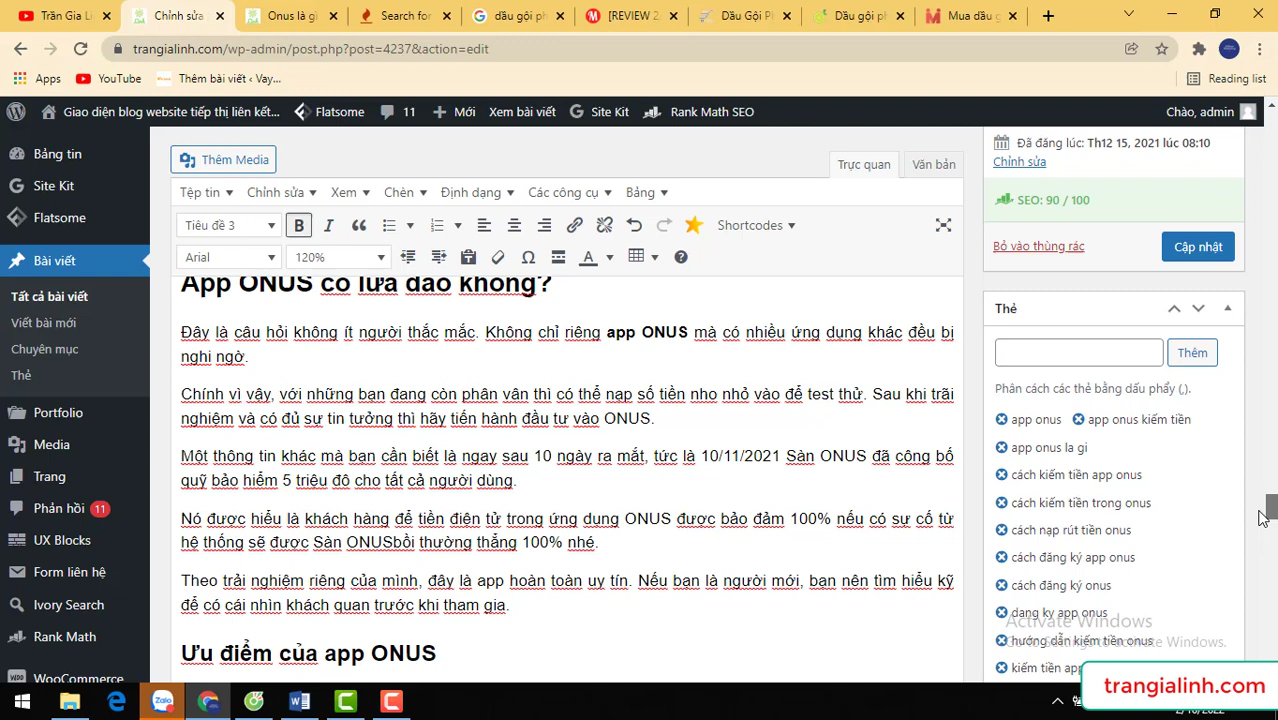 Trần Gia Li
Chỉnh sửa
Onus là gì
Search for
dầu gội ph
[REVIEW 2
Dầu Gội Ph
Dầu gội ph
Mua dầu g
trangialinh.com/wp-admin/post.php?post=4237&action=edit
Apps
YouTube
Thêm bài viết ‹ Vay...
Reading list
Giao diện blog website tiếp thị liên kết...
Flatsome
11
Mới
Xem bài viết
Site Kit
Rank Math SEO
Chào, admin
Bảng tin
Site Kit
Flatsome
Bài viết
Tất cả bài viết
Viết bài mới
Chuyên mục
Thẻ
Portfolio
Media
Trang
Phản hồi 11
UX Blocks
Form liên hệ
Ivory Search
Rank Math
WooCommerce
Thêm Media
Trực quan
Văn bản
Tệp tin
Chỉnh sửa
Xem
Chèn
Định dạng
Các công cụ
Bảng
Tiêu đề 3
B
I
Shortcodes
Arial
120%
App ONUS có lừa đảo không?
Đây là câu hỏi không ít người thắc mắc. Không chỉ riêng app ONUS mà có nhiều ứng dụng khác đều bị
nghi ngờ.
Chính vì vậy, với những bạn đang còn phân vân thì có thể nạp số tiền nho nhỏ vào để test thử. Sau khi trãi
nghiệm và có đủ sự tin tưởng thì hãy tiến hành đầu tư vào ONUS.
Một thông tin khác mà bạn cần biết là ngay sau 10 ngày ra mắt, tức là 10/11/2021 Sàn ONUS đã công bố
quỹ bảo hiểm 5 triệu đô cho tất cả người dùng.
Nó được hiểu là khách hàng để tiền điện tử trong ứng dụng ONUS được bảo đảm 100% nếu có sự cố từ
hệ thống sẽ được Sàn ONUSbồi thường thẳng 100% nhé.
Theo trải nghiệm riêng của mình, đây là app hoàn toàn uy tín. Nếu bạn là người mới, bạn nên tìm hiểu kỹ
để có cái nhìn khách quan trước khi tham gia.
Ưu điểm của app ONUS
Đã đăng lúc: Th12 15, 2021 lúc 08:10
Chỉnh sửa
SEO: 90 / 100
Bỏ vào thùng rác
Cập nhật
Thẻ
Thêm
Phân cách các thẻ bằng dấu phẩy (,).
app onus
app onus kiếm tiền
app onus la gi
cách kiếm tiền app onus
cách kiếm tiền trong onus
cách nạp rút tiền onus
cách đăng ký app onus
cách đăng ký onus
dang ky app onus
hướng dẫn kiếm tiền onus
kiếm tiền app
Activate Windows
Go to Settings to activate Windows.
Zalo
trangialinh.com